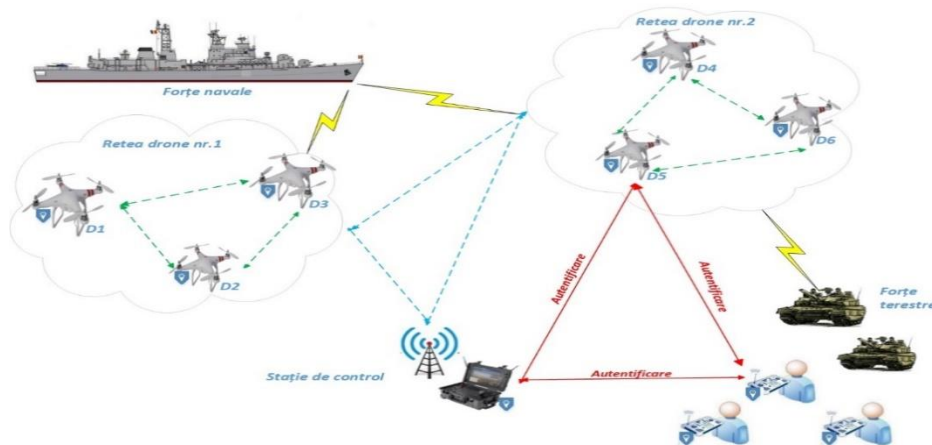 Retea drone nr.2
D4
Forțe navale
Retea drone nr.1
D6
D5
D3
D1
D2
Autentificare
Autentificare
Forțe
terestre
Stație de control
Autentificare